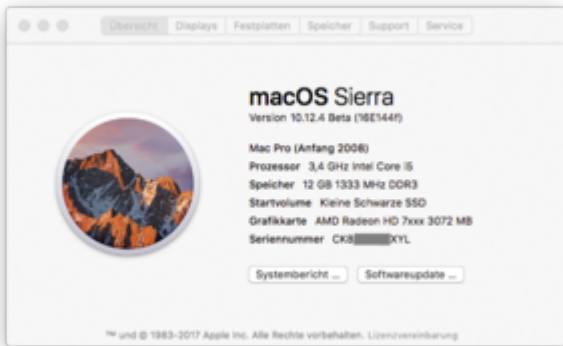 Übersicht Displays Festplatten Speicher Support Service
macOS Sierra
Version 10.12.4 Beta (16E144f)
Mac Pro (Anfang 2008)
Prozessor 3,4 GHz Intel Core i5
Speicher 12 GB 1333 MHz DDR3
Startvolume Kleine Schwarze SSD
Grafikkarte AMD Radeon HD 7xxx 3072 MB
Seriennummer CK8 XYL
Systembericht ... Softwareupdate ...
™ und © 1983-2017 Apple Inc. Alle Rechte vorbehalten. Lizenzvereinbarung